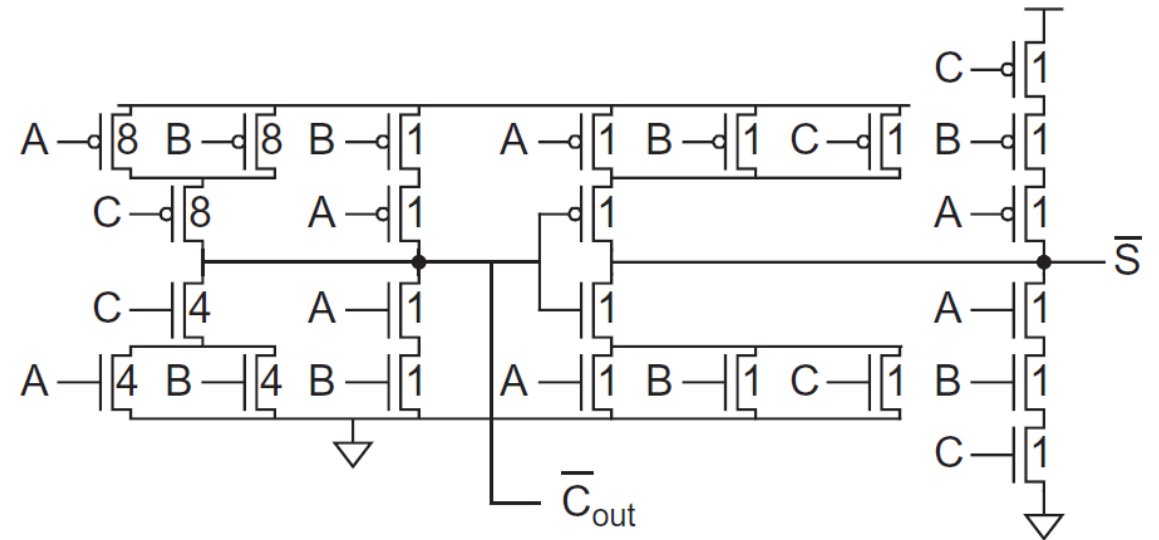 C 1
A 8 B 8 B 1 A 1 B 1 C 1 B 1
C 8 A 1 1 A 1
S̅
C 4 A 1 1 A 1
A 4 B 4 B 1 A 1 B 1 C 1 B 1
C 1
C̅out